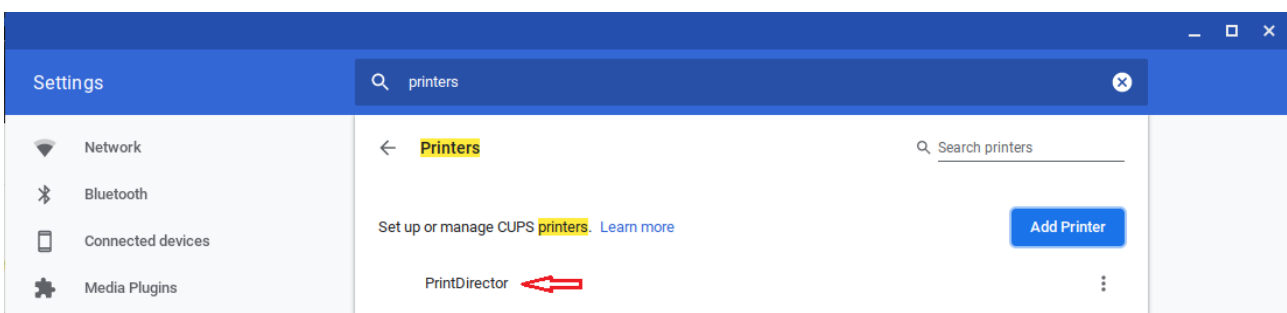 Settings
printers
Network
Bluetooth
Connected devices
Media Plugins
Printers
Search printers
Set up or manage CUPS printers. Learn more
Add Printer
PrintDirector